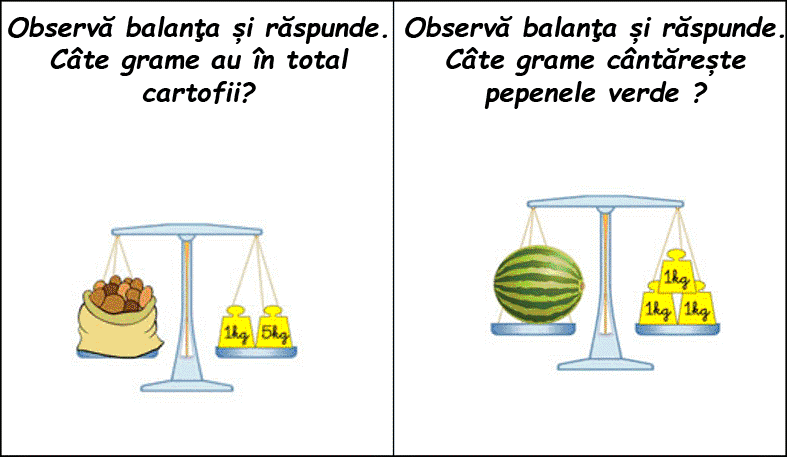 Observă balanţa și răspunde.
Câte grame au în total
cartofii?
1kg 5kg
Observă balanţa și răspunde.
Câte grame cântărește
pepenele verde ?
1kg
1kg 1kg